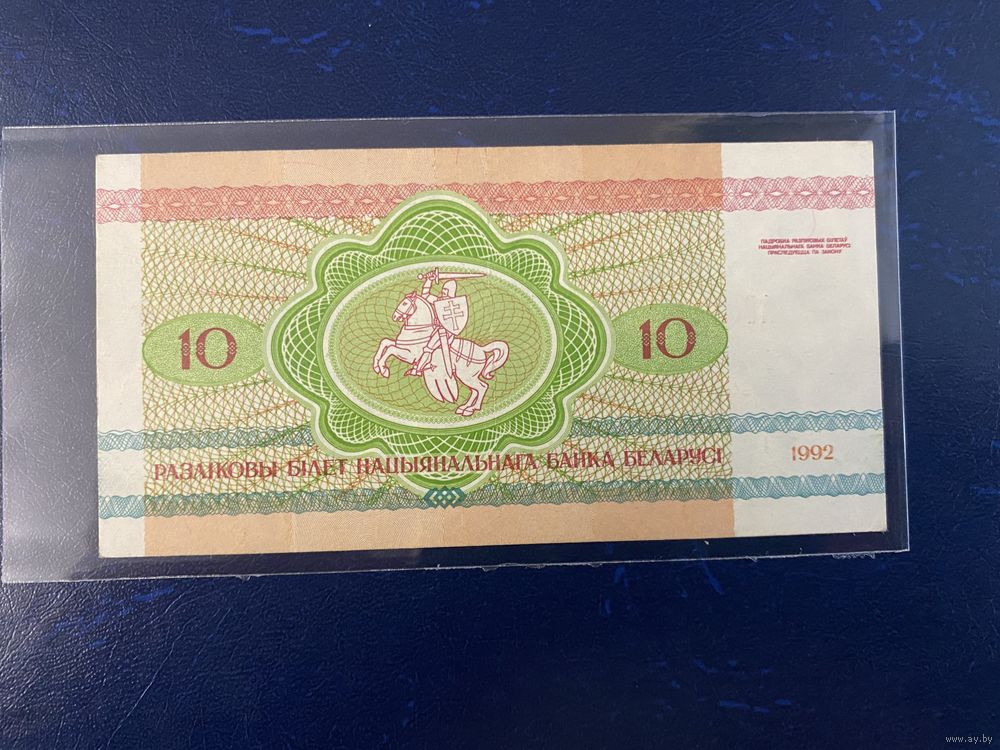 ПАДРОБКА РАЗЛІКОВЫХ БІЛЕТАЎ
НАЦЫЯНАЛЬНАГА БАНКА БЕЛАРУСІ
ПРАСЛЕДУЕЦЦА ПА ЗАКОНУ
10
10
РАЗЛІКОВЫ БІЛЕТ НАЦЫЯНАЛЬНАГА БАНКА БЕЛАРУСІ
1992
www.ay.by